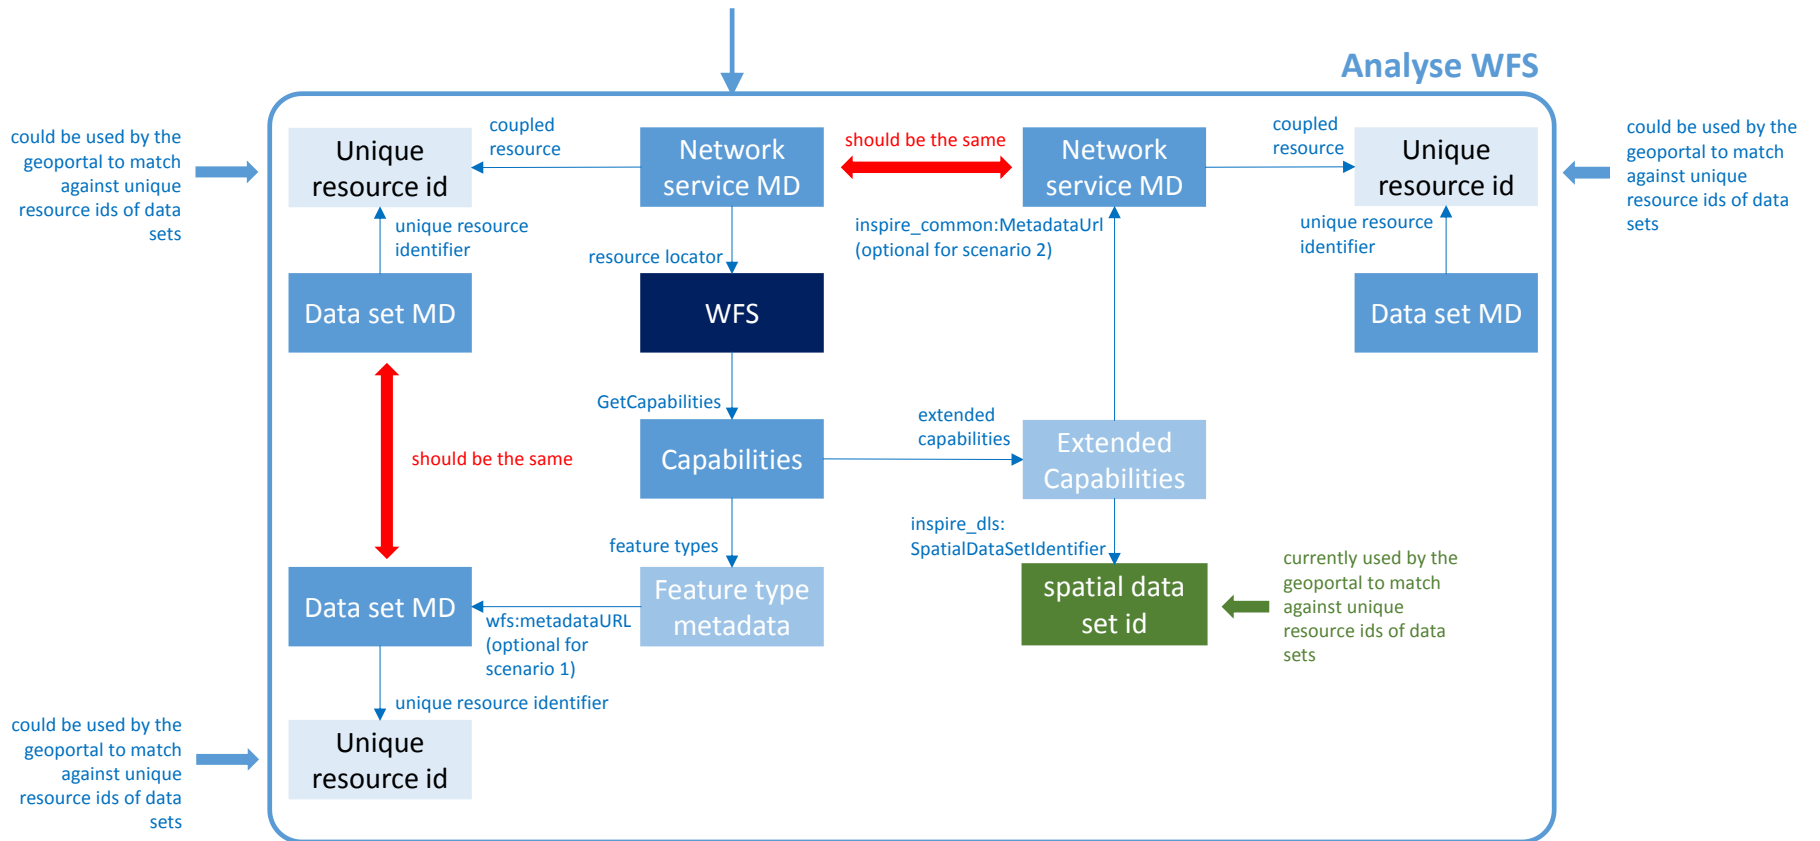 Analyse WFS
could be used by the
geoportal to match
against unique
resource ids of data
sets
Unique
resource id
coupled
resource
Network
service MD
should be the same
Network
service MD
coupled
resource
Unique
resource id
could be used by the
geoportal to match
against unique
resource ids of data
sets
unique resource
identifier
resource locator
inspire_common:MetadataUrl
(optional for scenario 2)
unique resource
identifier
Data set MD
WFS
Data set MD
GetCapabilities
should be the same
Capabilities
extended
capabilities
Extended
Capabilities
feature types
inspire_dls:
SpatialDataSetIdentifier
Data set MD
wfs:metadataURL
(optional for
scenario 1)
Feature type
metadata
spatial data
set id
currently used by the
geoportal to match
against unique
resource ids of data
sets
unique resource identifier
could be used by the
geoportal to match
against unique
resource ids of data
sets
Unique
resource id